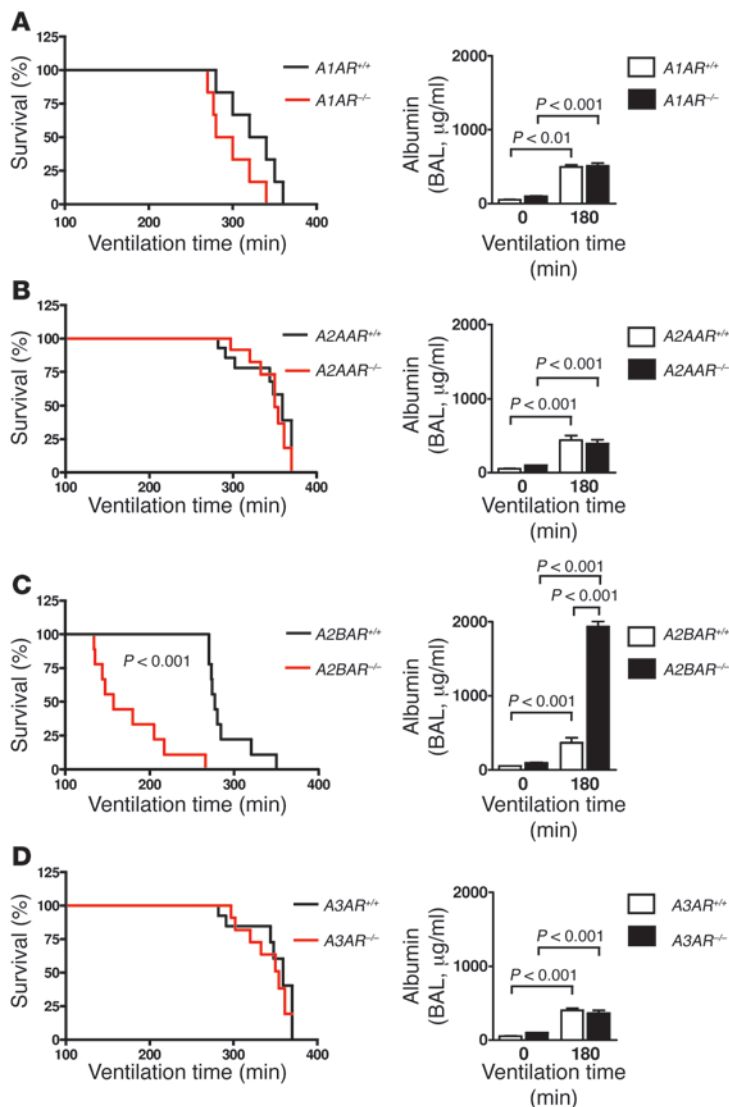 A
Survival (%)
125
100
75
50
25
0
100 200 300 400
Ventilation time (min)
A1AR+/+
A1AR−/−
Albumin
(BAL, μg/ml)
2000
1000
0
P < 0.001
P < 0.01
0 180
Ventilation time
(min)
A1AR+/+
A1AR−/−
B
Survival (%)
125
100
75
50
25
0
100 200 300 400
Ventilation time (min)
A2AAR+/+
A2AAR−/−
Albumin
(BAL, μg/ml)
2000
1000
0
P < 0.001
P < 0.001
0 180
Ventilation time
(min)
A2AAR+/+
A2AAR−/−
C
Survival (%)
125
100
75
50
25
0
P < 0.001
100 200 300 400
Ventilation time (min)
A2BAR+/+
A2BAR−/−
Albumin
(BAL, μg/ml)
2000
1000
0
P < 0.001
P < 0.001
P < 0.001
0 180
Ventilation time
(min)
A2BAR+/+
A2BAR−/−
D
Survival (%)
125
100
75
50
25
0
100 200 300 400
Ventilation time (min)
A3AR+/+
A3AR−/−
Albumin
(BAL, μg/ml)
2000
1000
0
P < 0.001
P < 0.001
0 180
Ventilation time
(min)
A3AR+/+
A3AR−/−